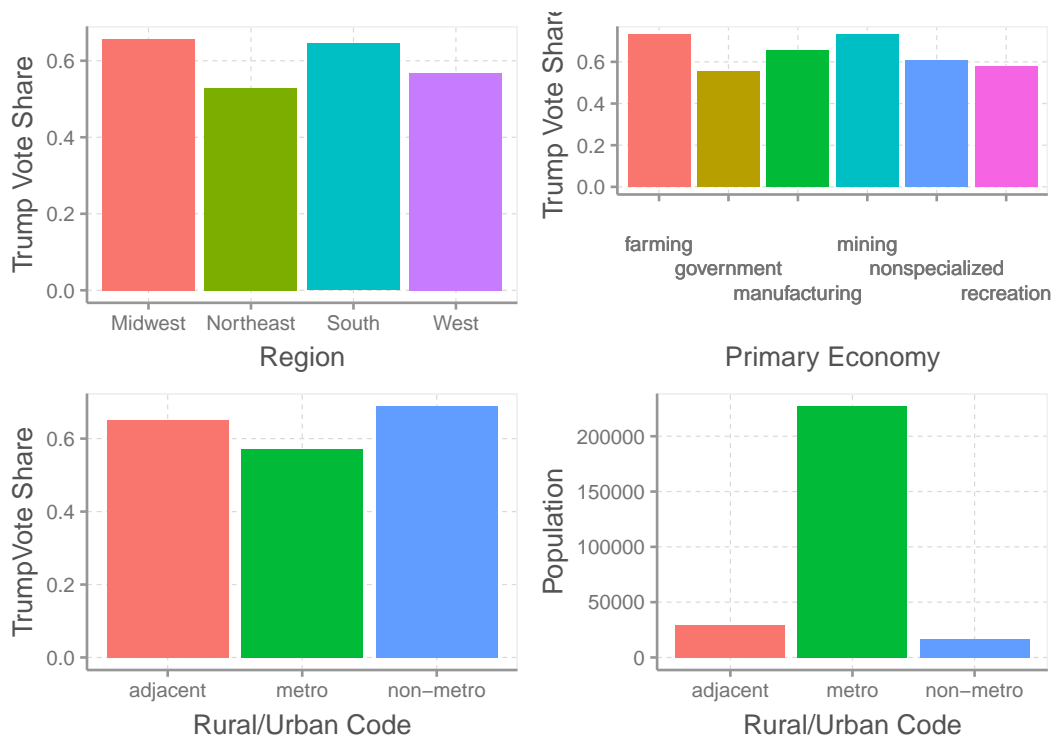 Trump Vote Share
0.6
0.4
0.2
0.0
Midwest Northeast South West
Region
Trump Vote Share
0.6
0.4
0.2
0.0
farming mining
government nonspecialized
manufacturing recreation
Primary Economy
TrumpVote Share
0.6
0.4
0.2
0.0
adjacent metro non−metro
Rural/Urban Code
Population
200000
150000
100000
50000
0
adjacent metro non−metro
Rural/Urban Code